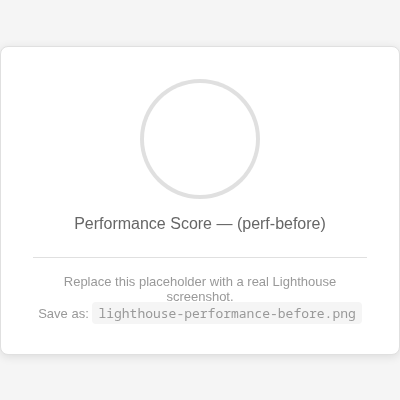 Performance Score — (perf-before)
Replace this placeholder with a real Lighthouse
screenshot.
Save as: lighthouse-performance-before.png